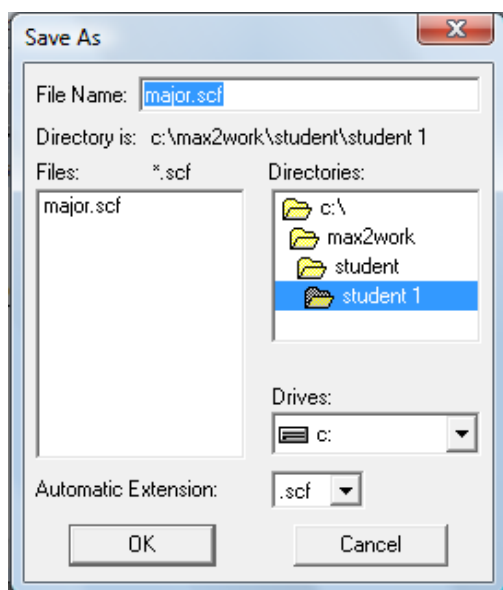 Save As
File Name: major.scf
Directory is: c:\max2work\student\student 1
Files: *.scf
Directories:
major.scf
c:\
max2work
student
student 1
Drives:
c:
Automatic Extension: .scf
OK
Cancel